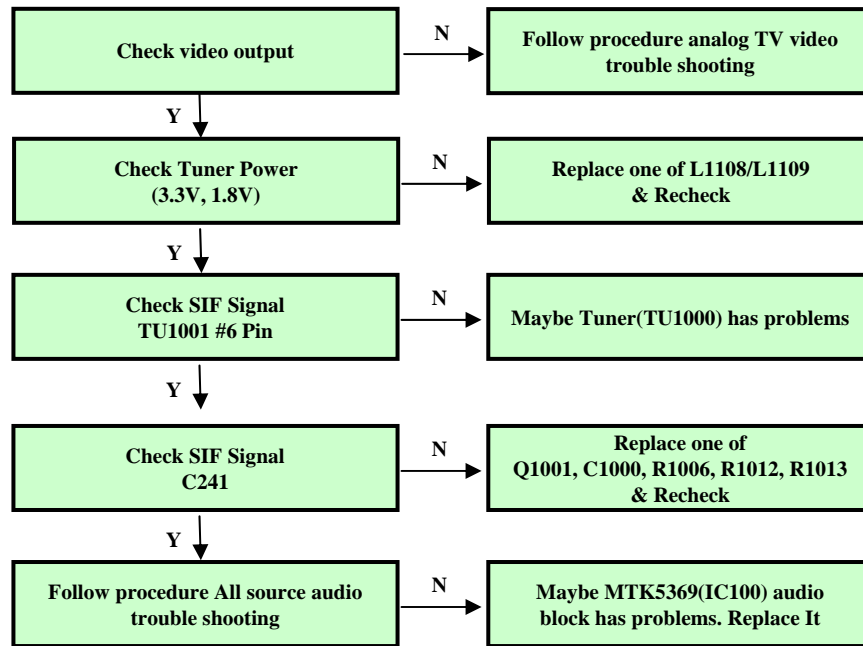 Check video output
N
Follow procedure analog TV video
trouble shooting
Y
Check Tuner Power
(3.3V, 1.8V)
N
Replace one of L1108/L1109
& Recheck
Y
Check SIF Signal
TU1001 #6 Pin
N
Maybe Tuner(TU1000) has problems
Y
Check SIF Signal
C241
N
Replace one of
Q1001, C1000, R1006, R1012, R1013
& Recheck
Y
Follow procedure All source audio
trouble shooting
N
Maybe MTK5369(IC100) audio
block has problems. Replace It